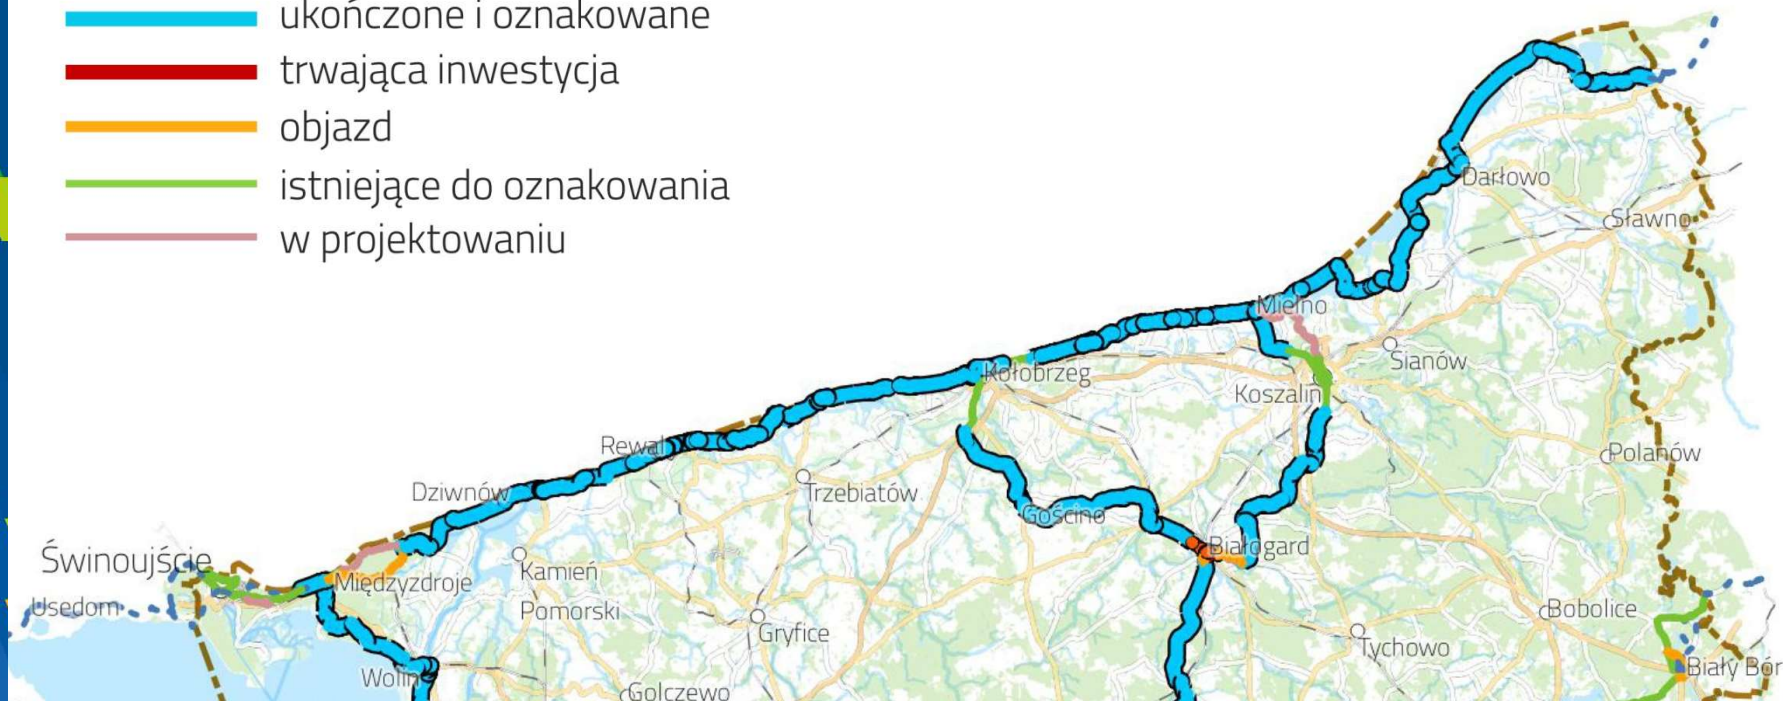 ukończone i oznakowane
trwająca inwestycja
objazd
istniejące do oznakowania
w projektowaniu
Darłowo
Sławno
Mielno
Sianów
Kołobrzeg
Koszalin
Rewal
Polanów
Dziwnów
Trzebiatów
Gościno
Świnoujście
Białogard
Międzyzdroje
Kamień
Pomorski
Usedom
Bobolice
Gryfice
Tychowo
Wolin
Biały Bór
Golczewo